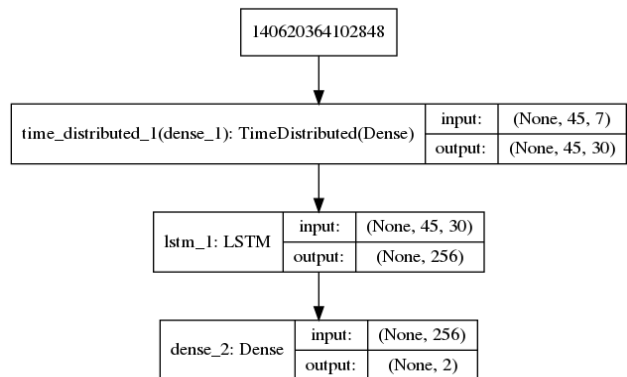 140620364102848
time_distributed_1(dense_1): TimeDistributed(Dense)
input: (None, 45, 7)
output: (None, 45, 30)
lstm_1: LSTM
input: (None, 45, 30)
output: (None, 256)
dense_2: Dense
input: (None, 256)
output: (None, 2)